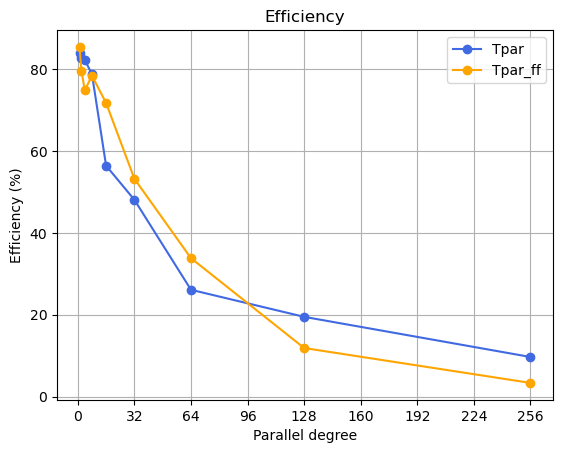 Efficiency
Tpar
Tpar_ff
Efficiency (%)
80
60
40
20
0
0 32 64 96 128 160 192 224 256
Parallel degree